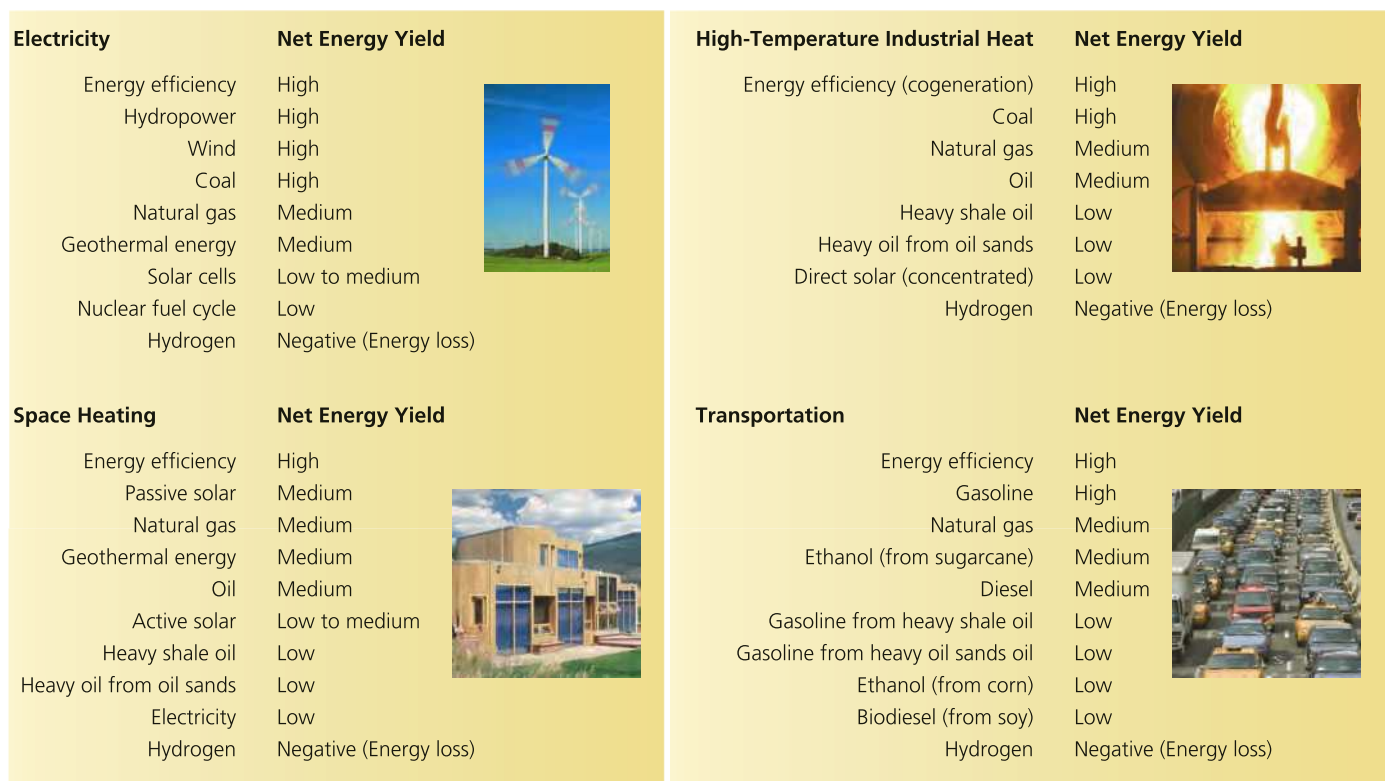 Electricity Net Energy Yield
Energy efficiency High
Hydropower High
Wind High
Coal High
Natural gas Medium
Geothermal energy Medium
Solar cells Low to medium
Nuclear fuel cycle Low
Hydrogen Negative (Energy loss)
Space Heating Net Energy Yield
Energy efficiency High
Passive solar Medium
Natural gas Medium
Geothermal energy Medium
Oil Medium
Active solar Low to medium
Heavy shale oil Low
Heavy oil from oil sands Low
Electricity Low
Hydrogen Negative (Energy loss)
High-Temperature Industrial Heat Net Energy Yield
Energy efficiency (cogeneration) High
Coal High
Natural gas Medium
Oil Medium
Heavy shale oil Low
Heavy oil from oil sands Low
Direct solar (concentrated) Low
Hydrogen Negative (Energy loss)
Transportation Net Energy Yield
Energy efficiency High
Gasoline High
Natural gas Medium
Ethanol (from sugarcane) Medium
Diesel Medium
Gasoline from heavy shale oil Low
Gasoline from heavy oil sands oil Low
Ethanol (from corn) Low
Biodiesel (from soy) Low
Hydrogen Negative (Energy loss)